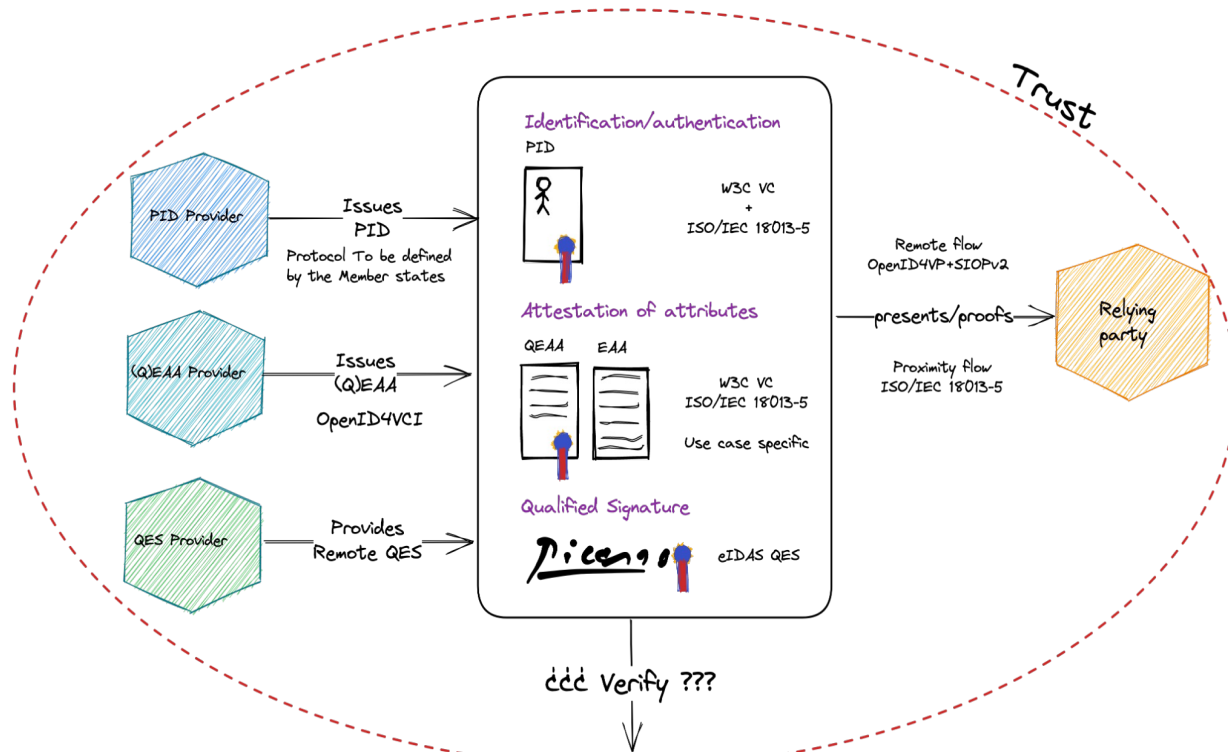 Trust
Identification/authentication
PID
W3C VC
+
ISO/IEC 18013-5
PID Provider
Issues
PID
Protocol To be defined
by the Member states
Remote flow
OpenID4VP+SIOPv2
presents/proofs
Proximity flow
ISO/IEC 18013-5
Relying
party
Attestation of attributes
QEAA
EAA
W3C VC
ISO/IEC 18013-5
Use case specific
(Q)EAA Provider
Issues
(Q)EAA
OpenID4VCI
Qualified Signature
eIDAS QES
QES Provider
Provides
Remote QES
¿¿¿ Verify ???